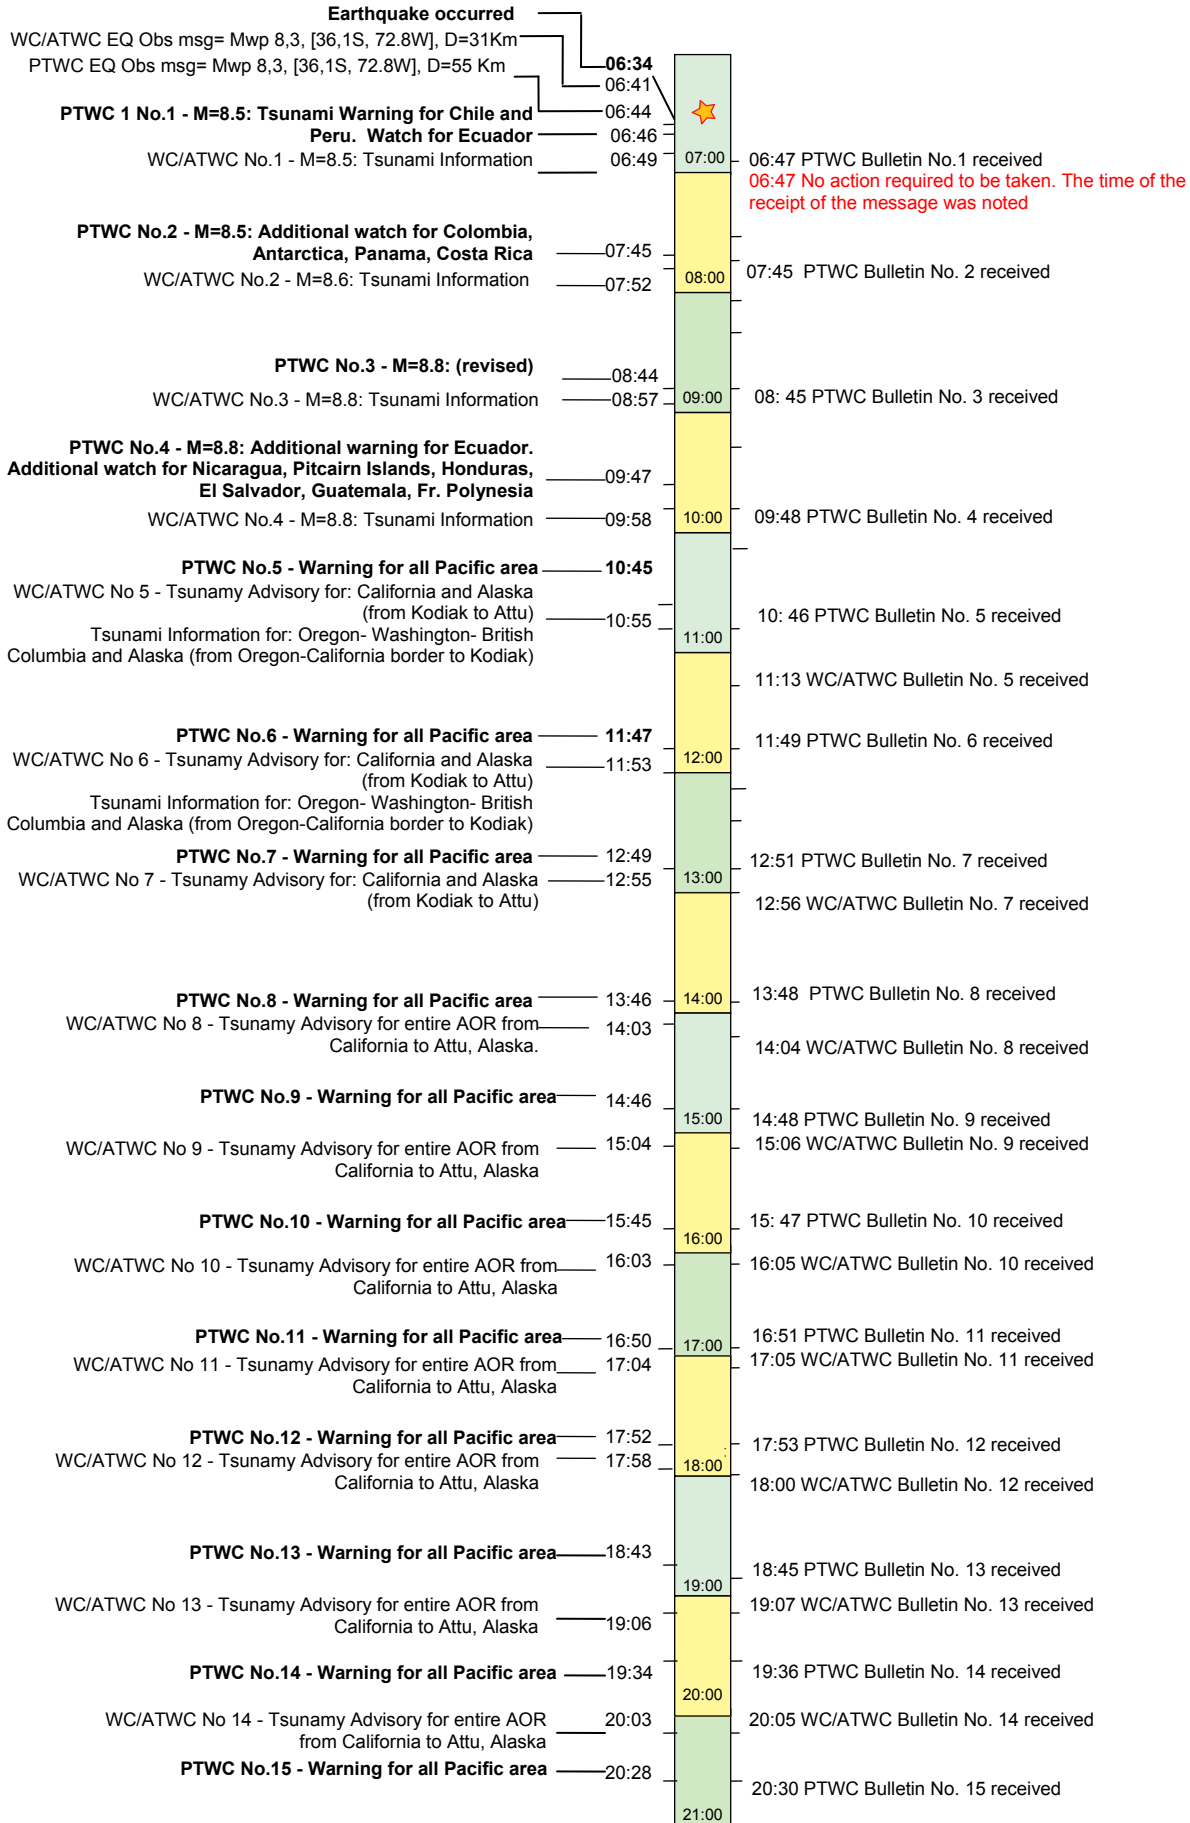 Earthquake occurred
WC/ATWC EQ Obs msg= Mwp 8,3, [36,1S, 72.8W], D=31Km
06:34
PTWC EQ Obs msg= Mwp 8,3, [36,1S, 72.8W], D=55 Km
06:41
PTWC 1 No.1 - M=8.5: Tsunami Warning for Chile and
06:44
Peru. Watch for Ecuador
06:46
WC/ATWC No.1 - M=8.5: Tsunami Information
06:49
07:00
06:47 PTWC Bulletin No.1 received
06:47 No action required to be taken. The time of the
receipt of the message was noted
PTWC No.2 - M=8.5: Additional watch for Colombia,
Antarctica, Panama, Costa Rica
07:45
WC/ATWC No.2 - M=8.6: Tsunami Information
07:52
08:00
07:45 PTWC Bulletin No. 2 received
PTWC No.3 - M=8.8: (revised)
08:44
WC/ATWC No.3 - M=8.8: Tsunami Information
08:57
09:00
08: 45 PTWC Bulletin No. 3 received
PTWC No.4 - M=8.8: Additional warning for Ecuador.
Additional watch for Nicaragua, Pitcairn Islands, Honduras,
El Salvador, Guatemala, Fr. Polynesia
09:47
WC/ATWC No.4 - M=8.8: Tsunami Information
09:58
10:00
09:48 PTWC Bulletin No. 4 received
PTWC No.5 - Warning for all Pacific area
10:45
WC/ATWC No 5 - Tsunamy Advisory for: California and Alaska
(from Kodiak to Attu)
10:55
10: 46 PTWC Bulletin No. 5 received
Tsunami Information for: Oregon- Washington- British
Columbia and Alaska (from Oregon-California border to Kodiak)
11:00
11:13 WC/ATWC Bulletin No. 5 received
PTWC No.6 - Warning for all Pacific area
11:47
11:49 PTWC Bulletin No. 6 received
WC/ATWC No 6 - Tsunamy Advisory for: California and Alaska
(from Kodiak to Attu)
11:53
12:00
Tsunami Information for: Oregon- Washington- British
Columbia and Alaska (from Oregon-California border to Kodiak)
PTWC No.7 - Warning for all Pacific area
12:49
12:51 PTWC Bulletin No. 7 received
WC/ATWC No 7 - Tsunamy Advisory for: California and Alaska
(from Kodiak to Attu)
12:55
13:00
12:56 WC/ATWC Bulletin No. 7 received
PTWC No.8 - Warning for all Pacific area
13:46
14:00
13:48 PTWC Bulletin No. 8 received
WC/ATWC No 8 - Tsunamy Advisory for entire AOR from
California to Attu, Alaska.
14:03
14:04 WC/ATWC Bulletin No. 8 received
PTWC No.9 - Warning for all Pacific area
14:46
15:00
14:48 PTWC Bulletin No. 9 received
WC/ATWC No 9 - Tsunamy Advisory for entire AOR from
California to Attu, Alaska
15:04
15:06 WC/ATWC Bulletin No. 9 received
PTWC No.10 - Warning for all Pacific area
15:45
16:00
15: 47 PTWC Bulletin No. 10 received
WC/ATWC No 10 - Tsunamy Advisory for entire AOR from
California to Attu, Alaska
16:03
16:05 WC/ATWC Bulletin No. 10 received
PTWC No.11 - Warning for all Pacific area
16:50
17:00
16:51 PTWC Bulletin No. 11 received
WC/ATWC No 11 - Tsunamy Advisory for entire AOR from
California to Attu, Alaska
17:04
17:05 WC/ATWC Bulletin No. 11 received
PTWC No.12 - Warning for all Pacific area
17:52
17:53 PTWC Bulletin No. 12 received
WC/ATWC No 12 - Tsunamy Advisory for entire AOR from
California to Attu, Alaska
17:58
18:00
18:00 WC/ATWC Bulletin No. 12 received
PTWC No.13 - Warning for all Pacific area
18:43
19:00
18:45 PTWC Bulletin No. 13 received
WC/ATWC No 13 - Tsunamy Advisory for entire AOR from
California to Attu, Alaska
19:06
19:07 WC/ATWC Bulletin No. 13 received
PTWC No.14 - Warning for all Pacific area
19:34
20:00
19:36 PTWC Bulletin No. 14 received
WC/ATWC No 14 - Tsunamy Advisory for entire AOR
from California to Attu, Alaska
20:03
20:05 WC/ATWC Bulletin No. 14 received
PTWC No.15 - Warning for all Pacific area
20:28
21:00
20:30 PTWC Bulletin No. 15 received